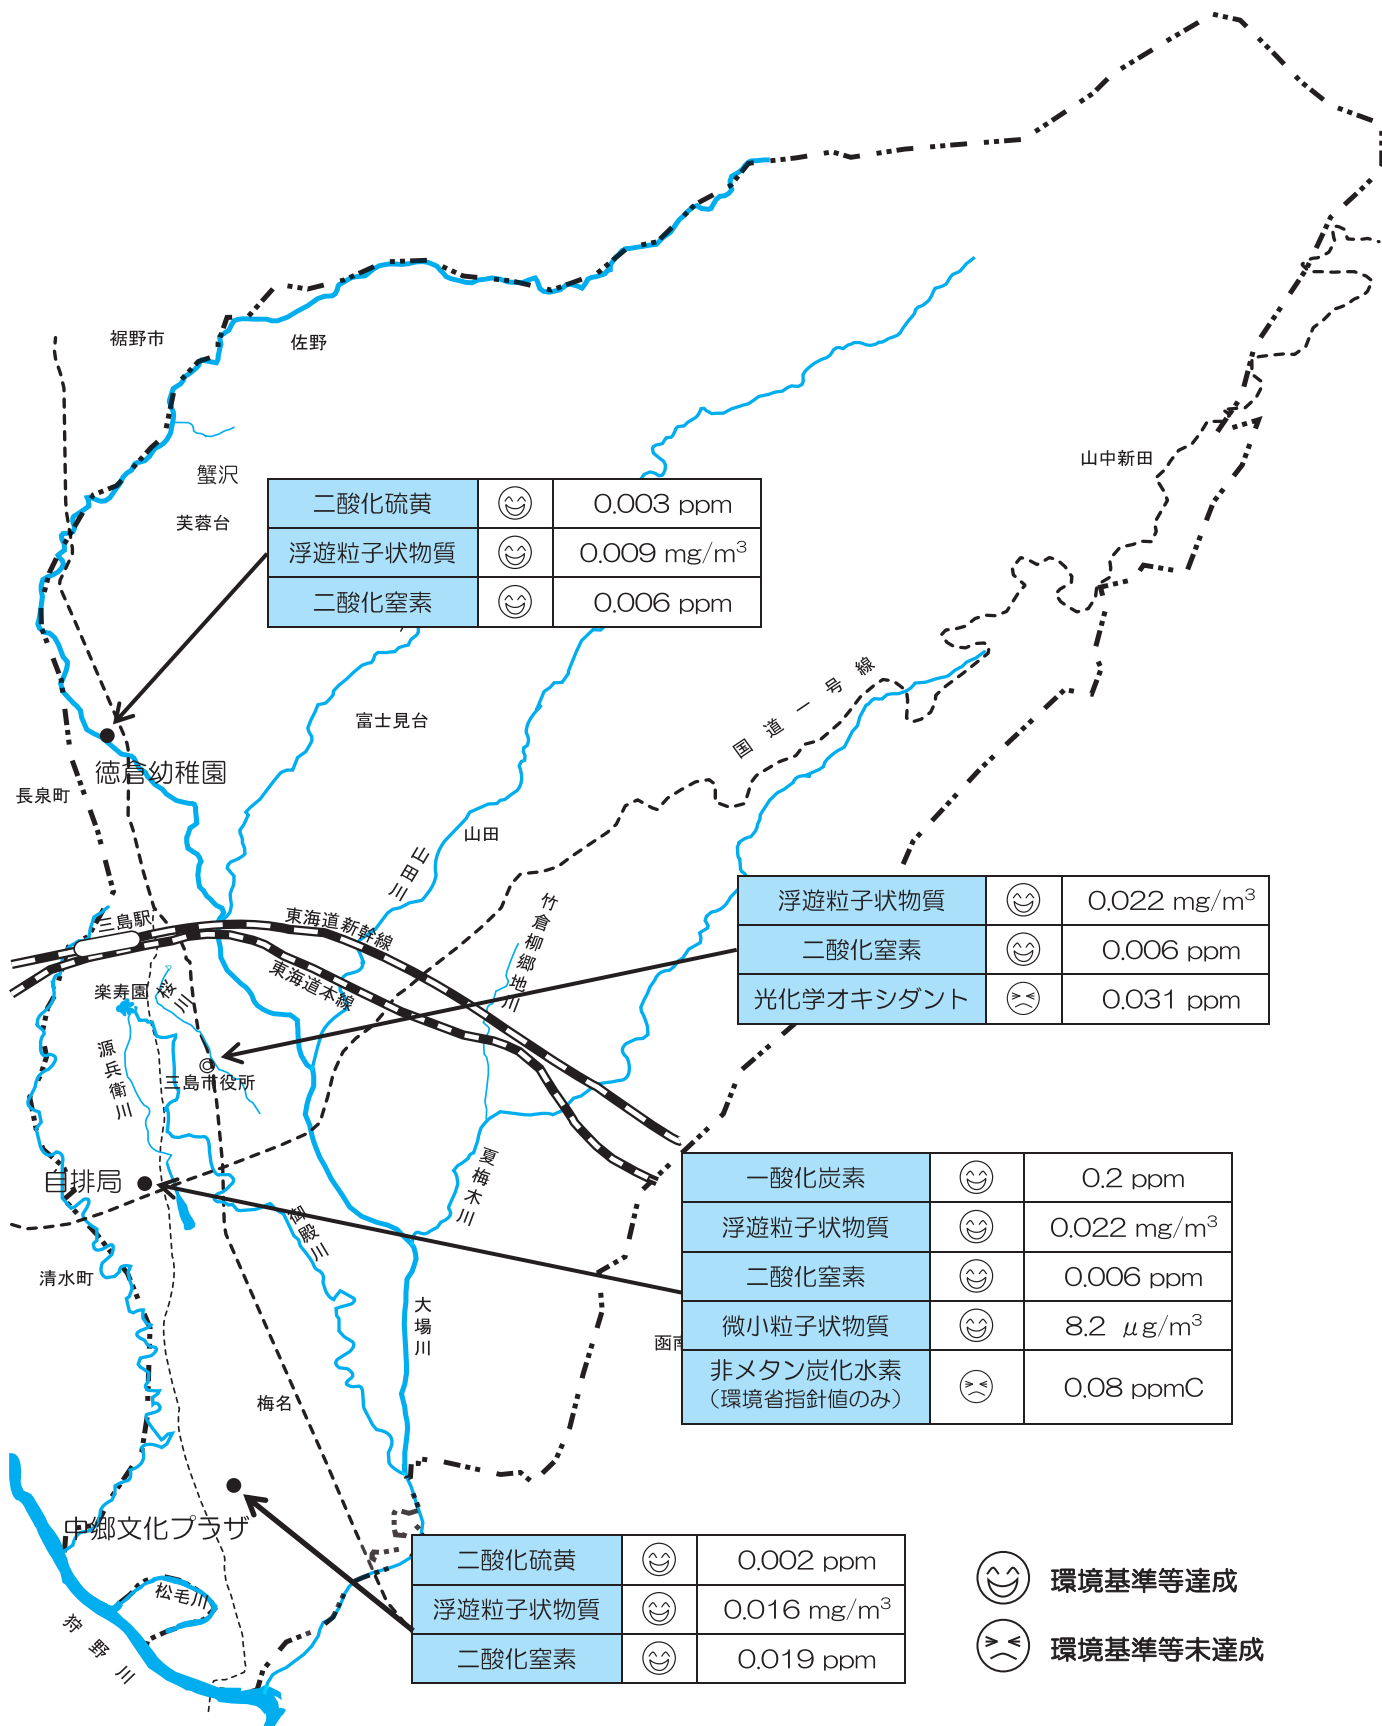 裾野市
佐野
山中新田
蟹沢
芙蓉台
二酸化硫黄 0.003 ppm
浮遊粒子状物質 0.009 mg/m³
二酸化窒素 0.006 ppm
国道一号線
富士見台
徳倉幼稚園
長泉町
山田
山田川
竹倉柳郷地川
三島駅
東海道新幹線
東海道本線
浮遊粒子状物質 0.022 mg/m³
二酸化窒素 0.006 ppm
光化学オキシダント 0.031 ppm
楽寿園
桜川
源兵衛川
三島市役所
自排局
夏梅木川
一酸化炭素 0.2 ppm
浮遊粒子状物質 0.022 mg/m³
二酸化窒素 0.006 ppm
微小粒子状物質 8.2 μg/m³
非メタン炭化水素
(環境省指針値のみ) 0.08 ppmC
御殿川
清水町
大場川
函南
梅名
中郷文化プラザ
二酸化硫黄 0.002 ppm
浮遊粒子状物質 0.016 mg/m³
二酸化窒素 0.019 ppm
松毛川
狩野川
環境基準等達成
環境基準等未達成